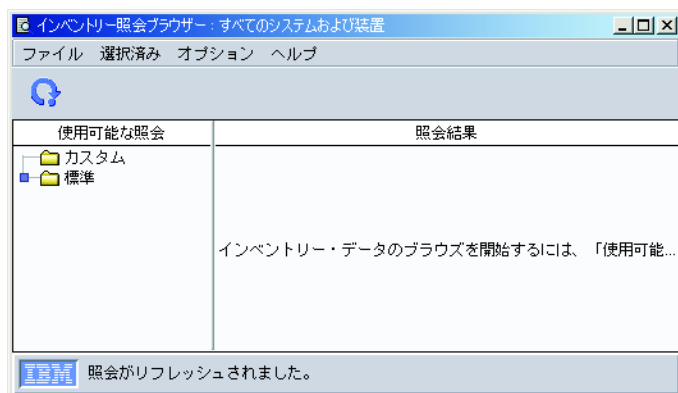 インベントリー照会ブラウザー : すべてのシステムおよび装置
ファイル 選択済み オプション ヘルプ
使用可能な照会
照会結果
カスタム
標準
インベントリー・データのブラウズを開始するには、「使用可能...
IBM 照会がリフレッシュされました。